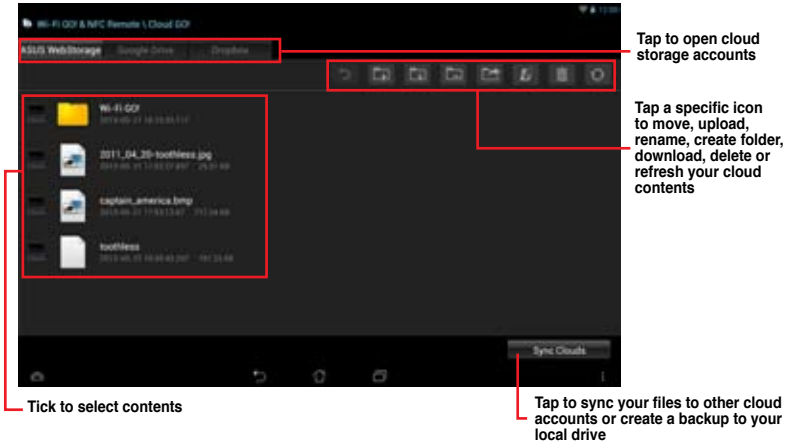 Wi-Fi GO! & NFC Remote \ Cloud GO!
ASUS WebStorage Google Drive Dropbox
Tap to open cloud
storage accounts
Tap a specific icon
to move, upload,
rename, create folder,
download, delete or
refresh your cloud
contents
Wi-Fi GO!
2011_04_20-toothless.jpg
captain_america.bmp
toothless
Sync Clouds
Tick to select contents
Tap to sync your files to other cloud
accounts or create a backup to your
local drive